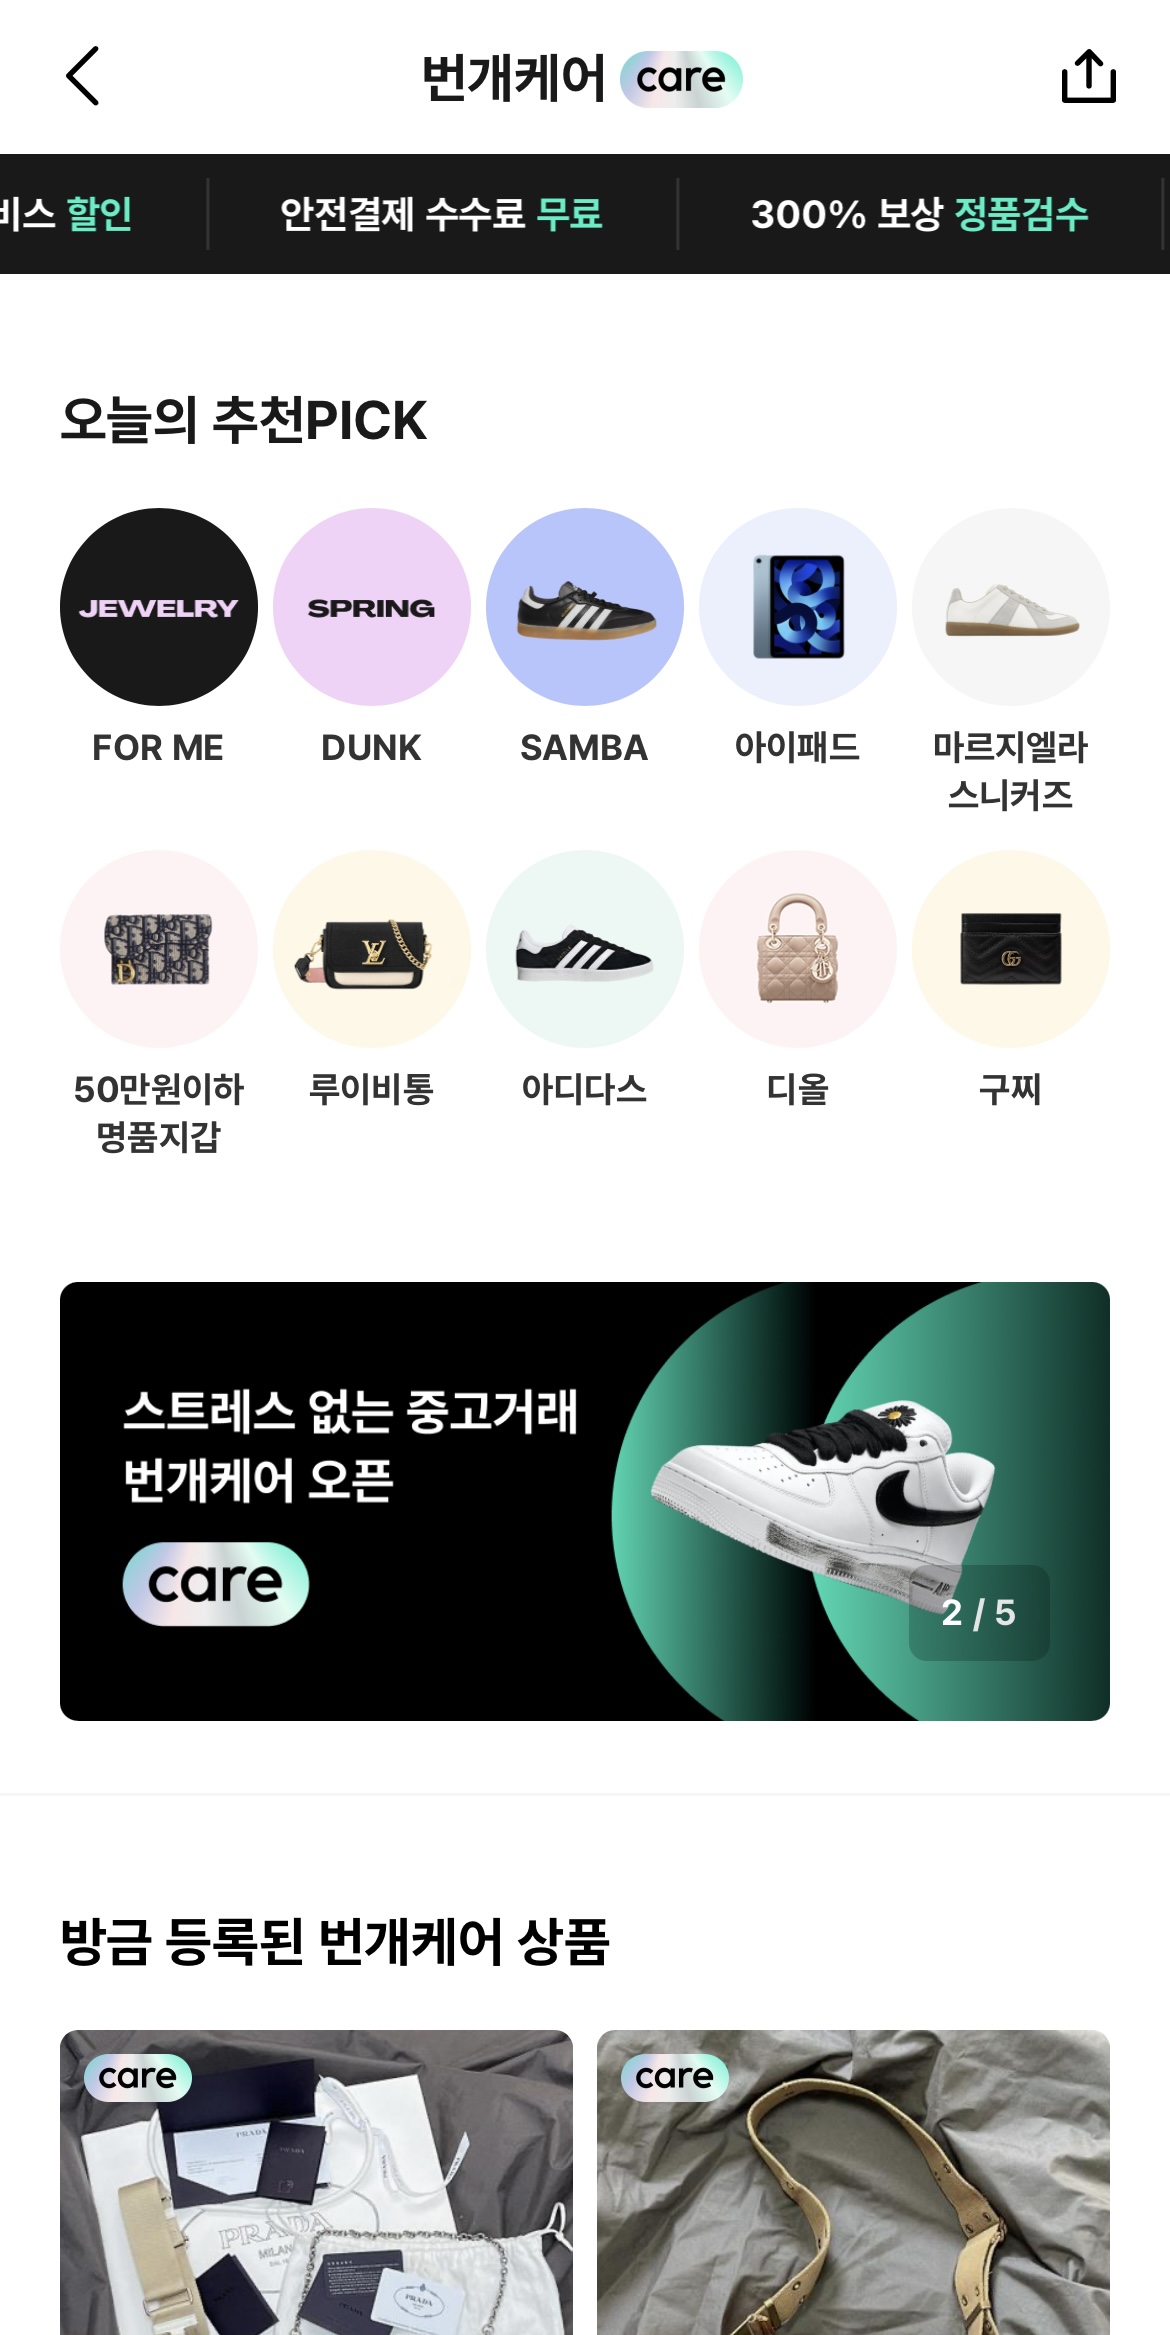 번개케어 care
비스 할인
안전결제 수수료 무료
300% 보상 정품검수
오늘의 추천PICK
JEWELRY
SPRING
FOR ME
DUNK
SAMBA
아이패드
마르지엘라
스니커즈
50만원이하
명품지갑
루이비통
아디다스
디올
구찌
스트레스 없는 중고거래
번개케어 오픈
care
2 / 5
방금 등록된 번개케어 상품
care
care
PRADA
PRADA
MILAN
PRADA